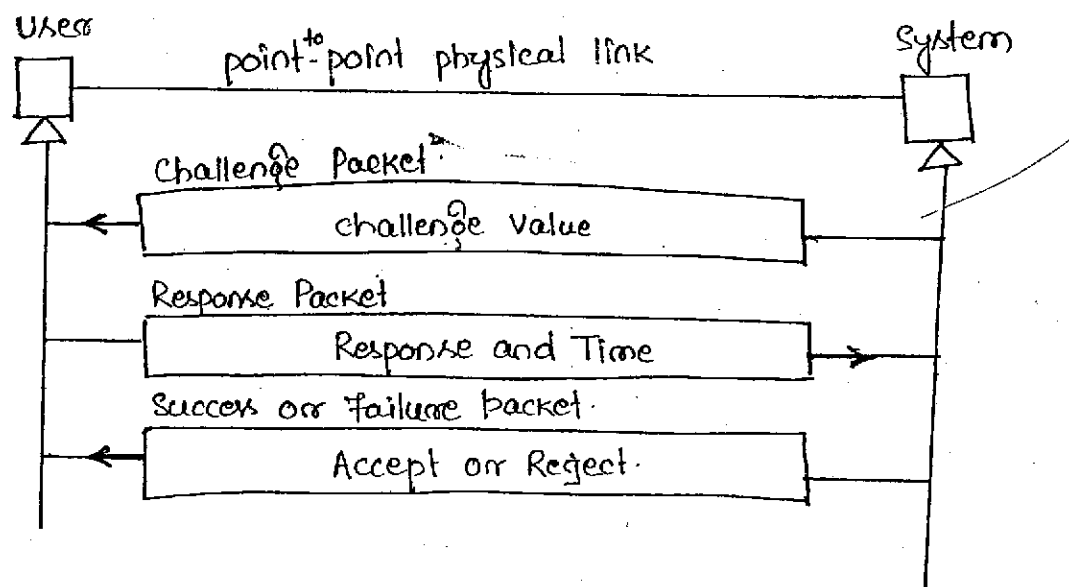 User
System
point-to-point physical link
Challenge Packet
challenge value
Response Packet
Response and Time
Success or Failure packet.
Accept or Reject.